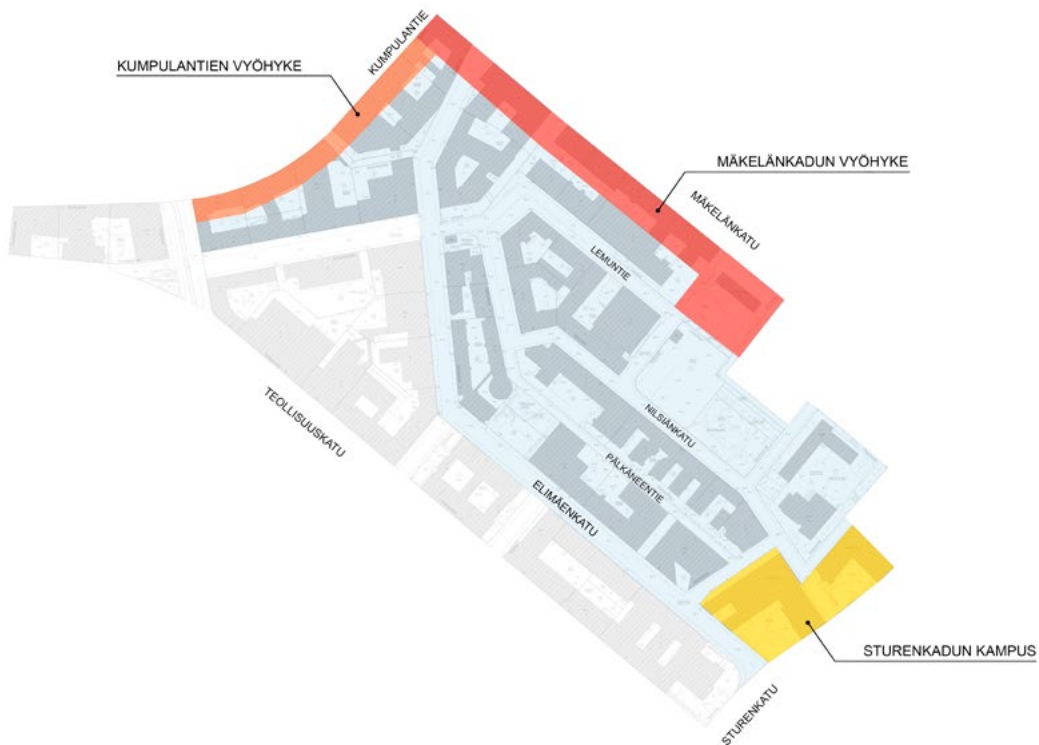 KUMPULANTIE
KUMPULANTIEN VYÖHYKE
MÄKELÄNKADUN VYÖHYKE
MÄKELÄNKATU
LEMUNTIE
TEOLLISUUSKATU
NILSIÄNKATU
PÄLKÄNEENTIE
ELIMÄENKATU
STURENKADUN KAMPUS
STURENKATU